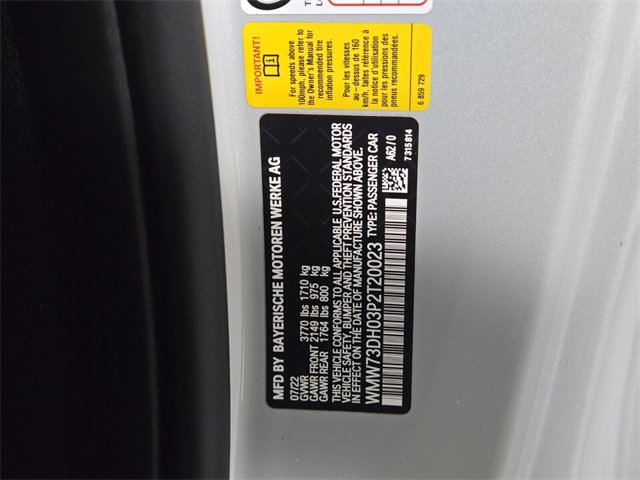 IMPORTANT!
For speeds above
100mph, please refer to
the Owner's Manual for
recommended tire
inflation pressures.
Pour les vitesses
au - dessus de 160
km/h, faites référence à
la notice d'utilisation
pour les pressions des
pneus recommandées.
6 859 729
MFD BY BAYERISCHE MOTOREN WERKE AG
07/22
GVWR 3770 lbs 1710 kg
GAWR FRONT 2149 lbs 975 kg
GAWR REAR 1764 lbs 800 kg
THIS VEHICLE CONFORMS TO ALL APPLICABLE U.S.FEDERAL MOTOR
VEHICLE SAFETY, BUMPER AND THEFT PREVENTION STANDARDS
IN EFFECT ON THE DATE OF MANUFACTURE SHOWN ABOVE.
TYPE: PASSENGER CAR
WMW73DH03P2T20023
A62/0
7315814